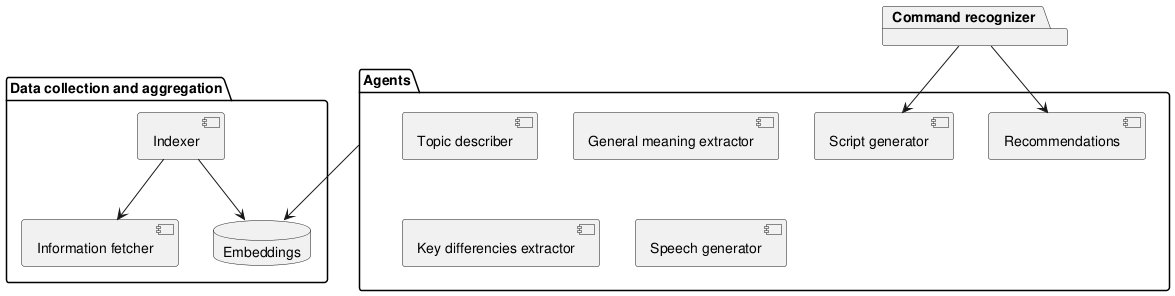 Command recognizer
Data collection and aggregation
Agents
Indexer
Topic describer
General meaning extractor
Script generator
Recommendations
Information fetcher
Embeddings
Key differencies extractor
Speech generator